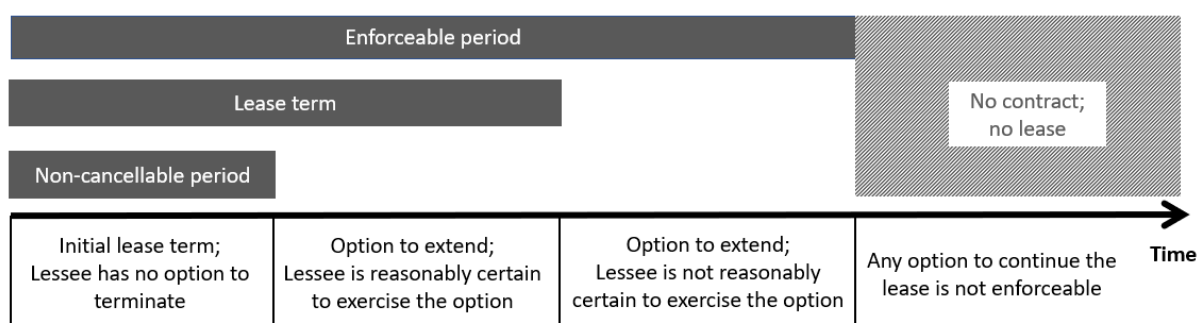 Enforceable period
Lease term
No contract;
no lease
Non-cancellable period
Initial lease term;
Lessee has no option to
terminate
Option to extend;
Lessee is reasonably certain
to exercise the option
Option to extend;
Lessee is not reasonably
certain to exercise the option
Any option to continue the
lease is not enforceable
Time